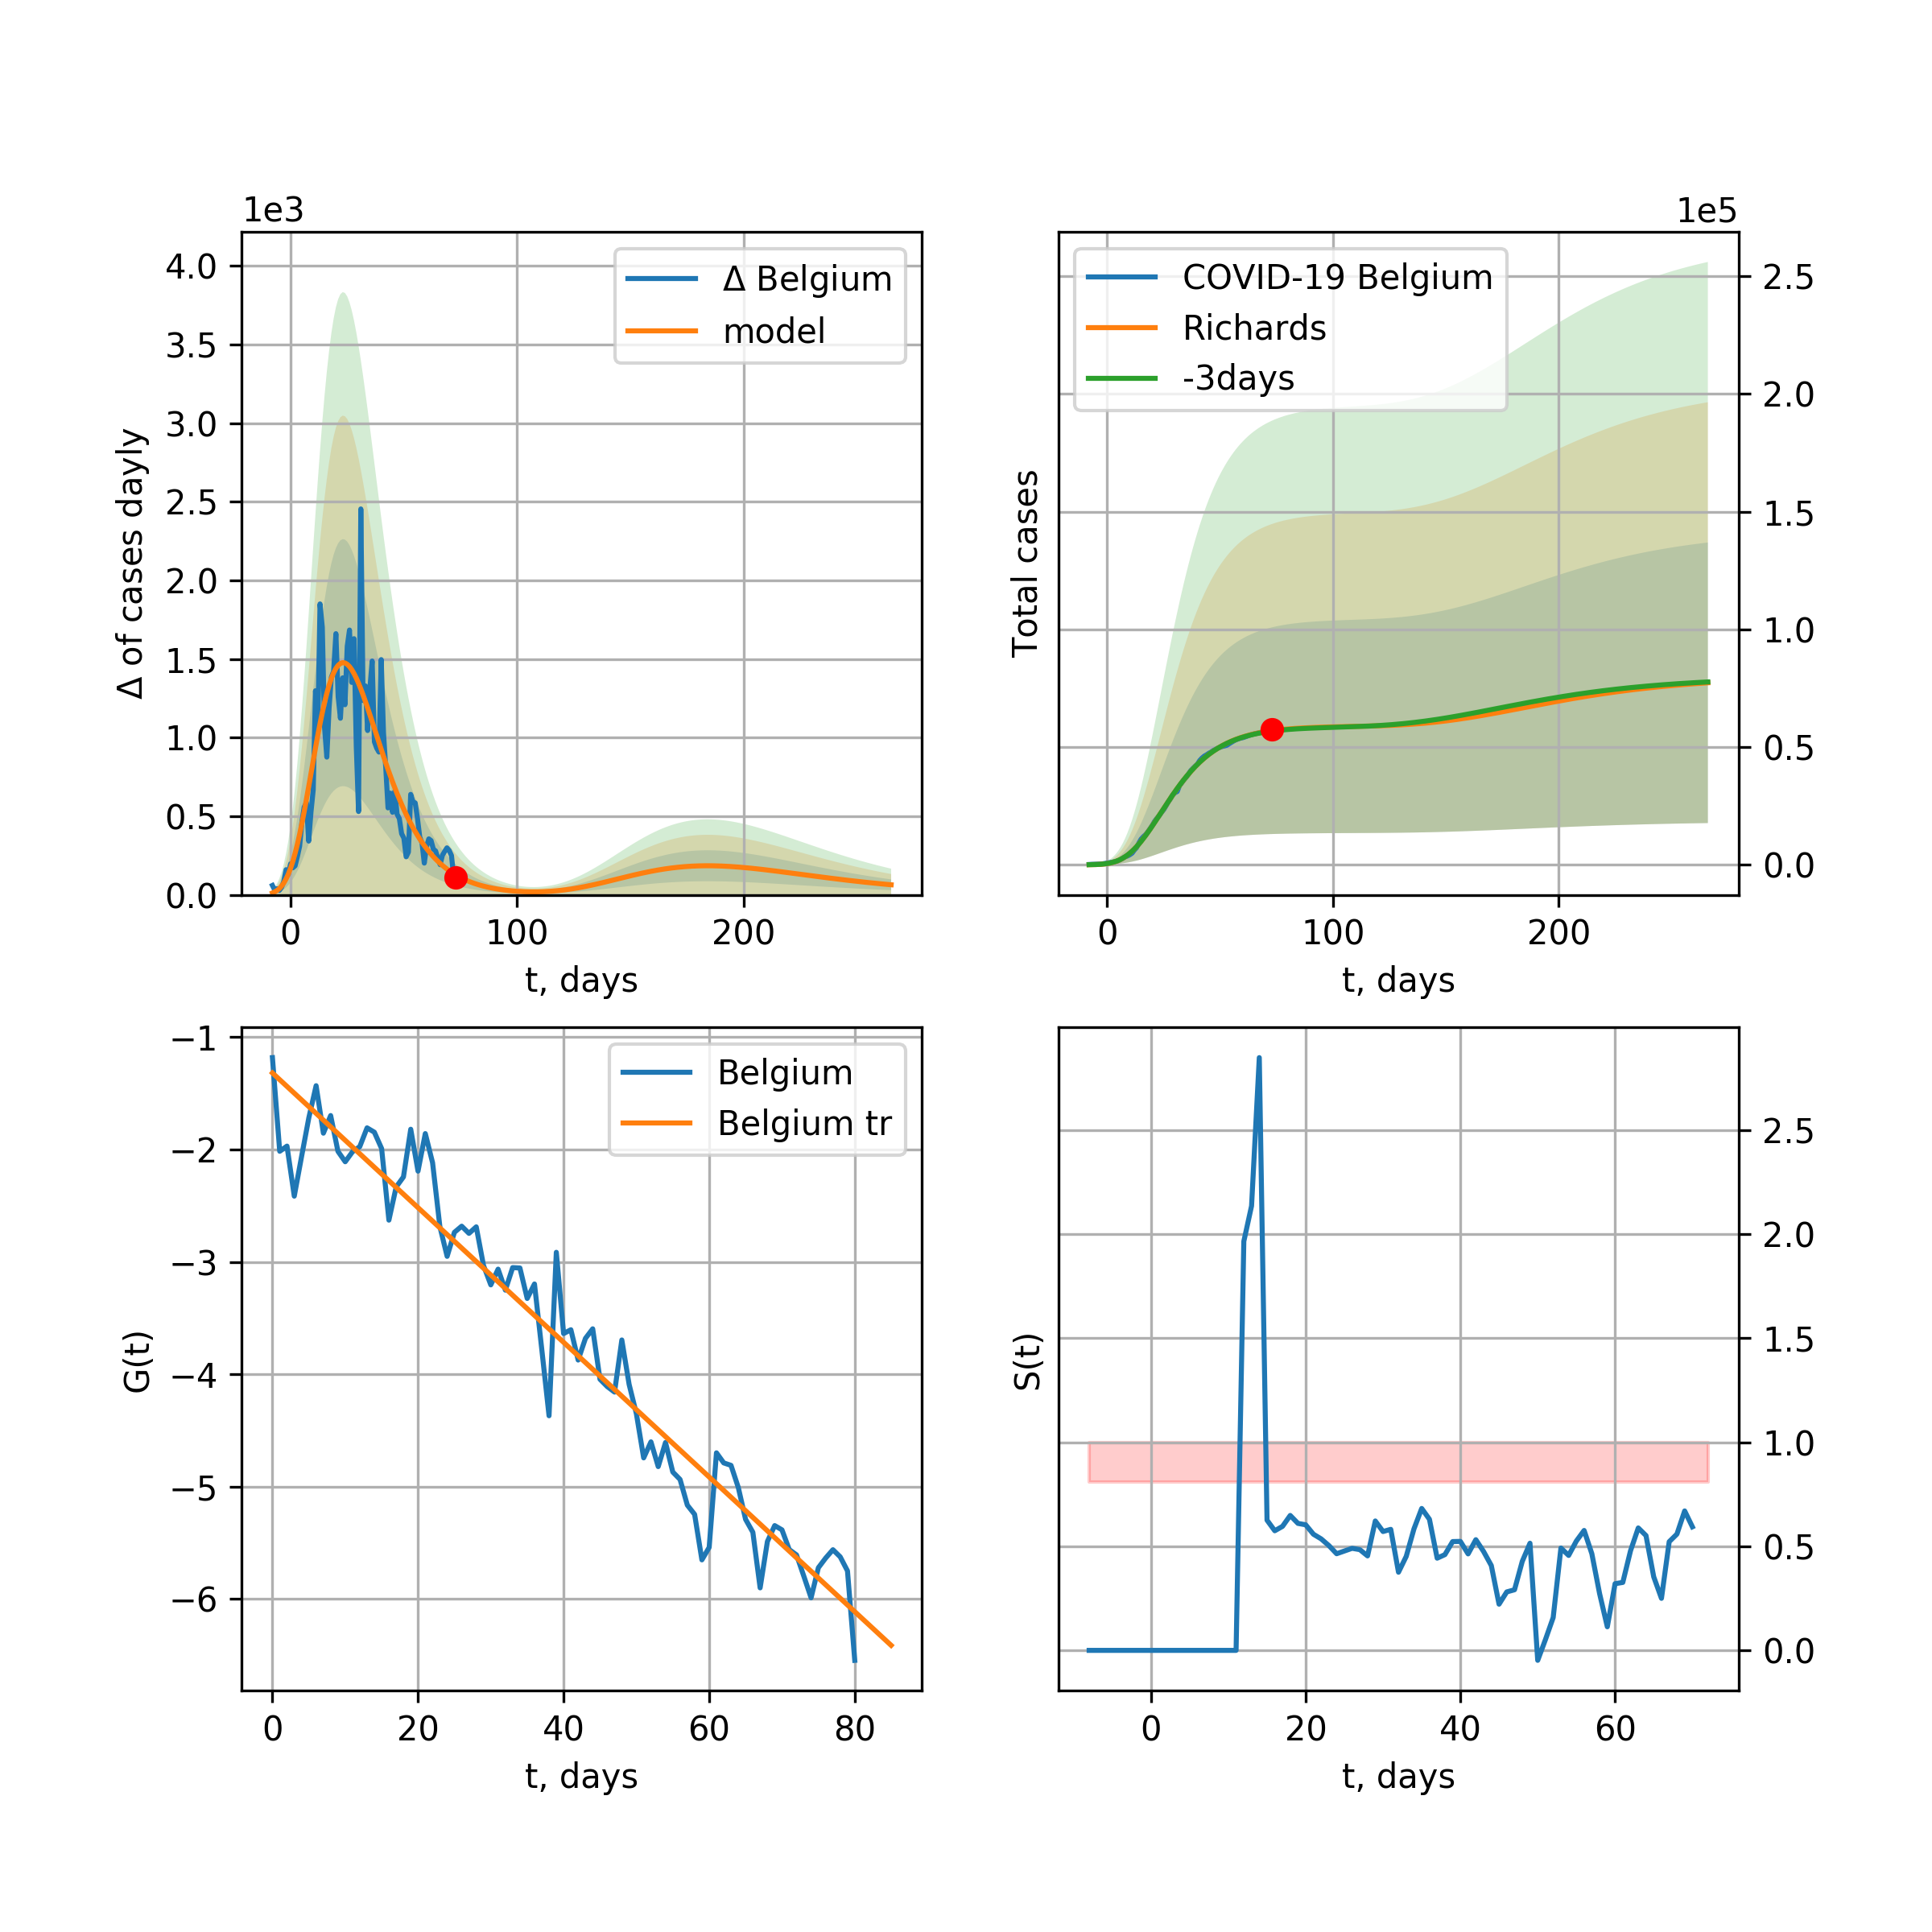 1e3
4.0
3.5
3.0
2.5
2.0
1.5
1.0
0.5
0.0
Δ of cases dayly
Δ Belgium
model
0 100 200
t, days
1e5
2.5
2.0
1.5
1.0
0.5
0.0
Total cases
COVID-19 Belgium
Richards
-3days
0 100 200
t, days
−1
−2
−3
−4
−5
−6
G(t)
Belgium
Belgium tr
0 20 40 60 80
t, days
2.5
2.0
1.5
1.0
0.5
0.0
S(t)
0 20 40 60
t, days